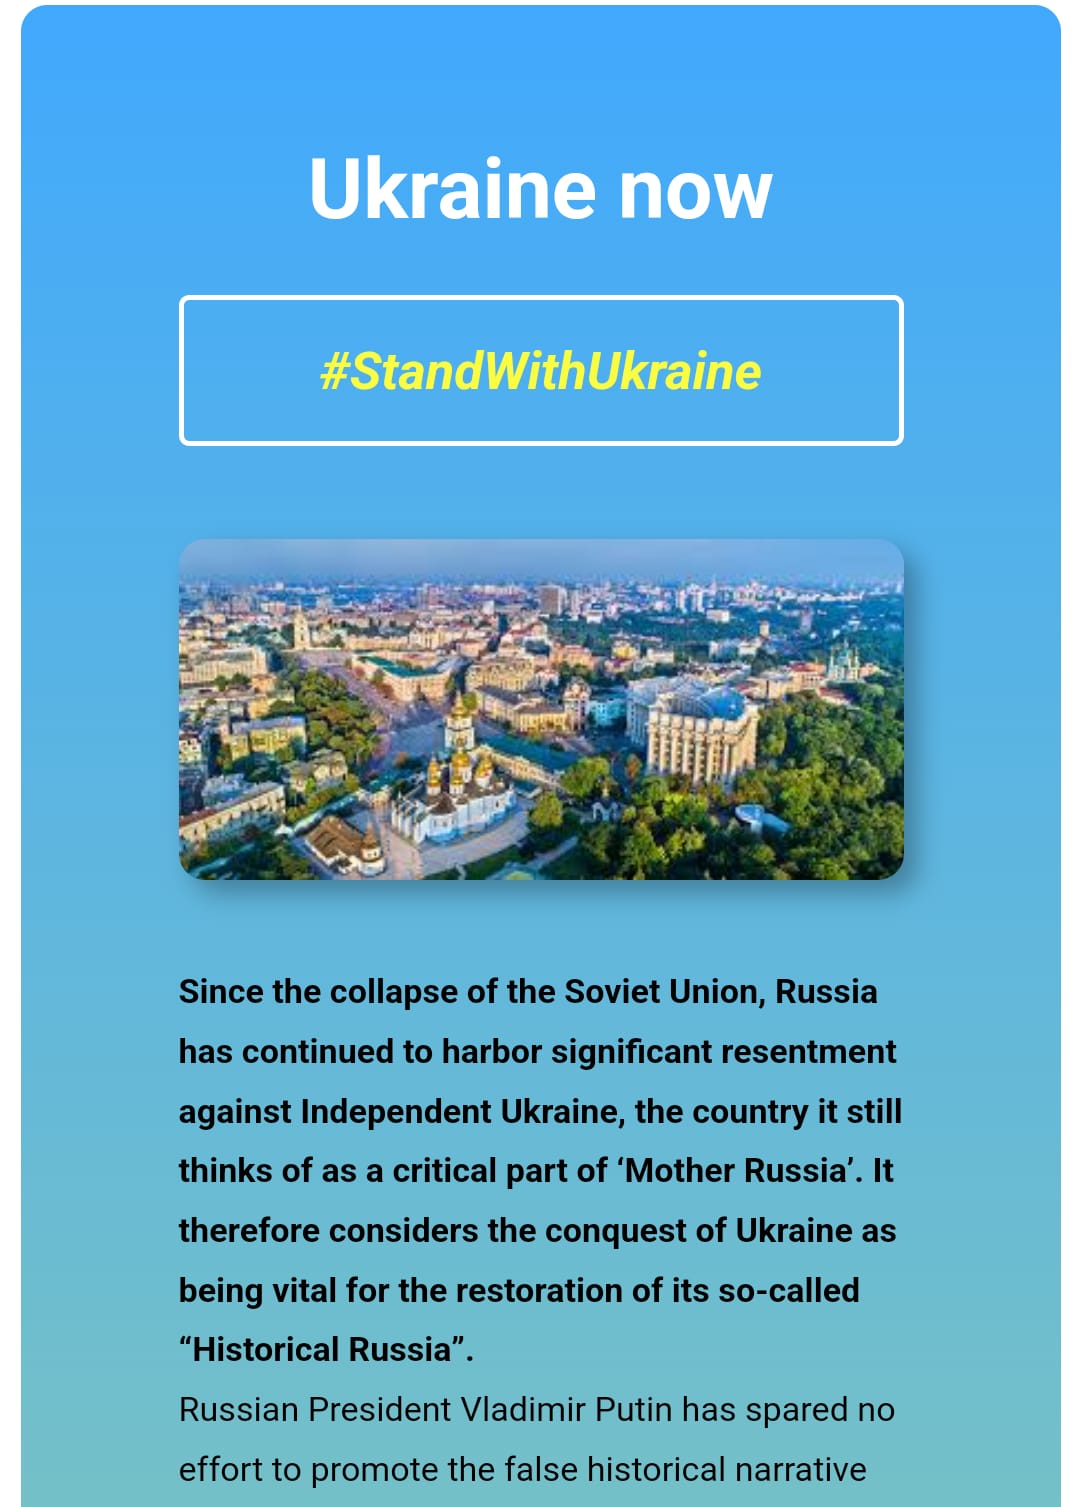 Ukraine now
#StandWithUkraine
Since the collapse of the Soviet Union, Russia
has continued to harbor significant resentment
against Independent Ukraine, the country it still
thinks of as a critical part of ‘Mother Russia’. It
therefore considers the conquest of Ukraine as
being vital for the restoration of its so-called
“Historical Russia”.
Russian President Vladimir Putin has spared no
effort to promote the false historical narrative